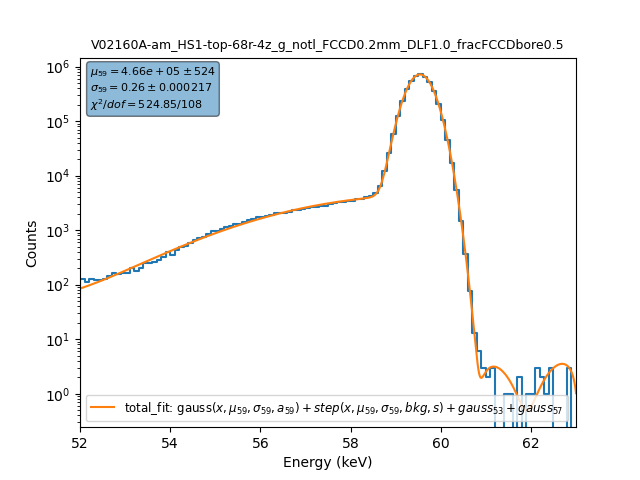 V02160A-am_HS1-top-68r-4z_g_notl_FCCD0.2mm_DLF1.0_fracFCCDbore0.5
μ₅₉ = 4.66e + 05 ± 524
σ₅₉ = 0.26 ± 0.000217
χ²/dof = 524.85/108
10⁶
10⁵
10⁴
10³
10²
10¹
10⁰
Counts
total_fit: gauss(x, μ₅₉, σ₅₉, a₅₉) + step(x, μ₅₉, σ₅₉, bkg, s) + gauss₅₃ + gauss₅₇
52 54 56 58 60 62
Energy (keV)